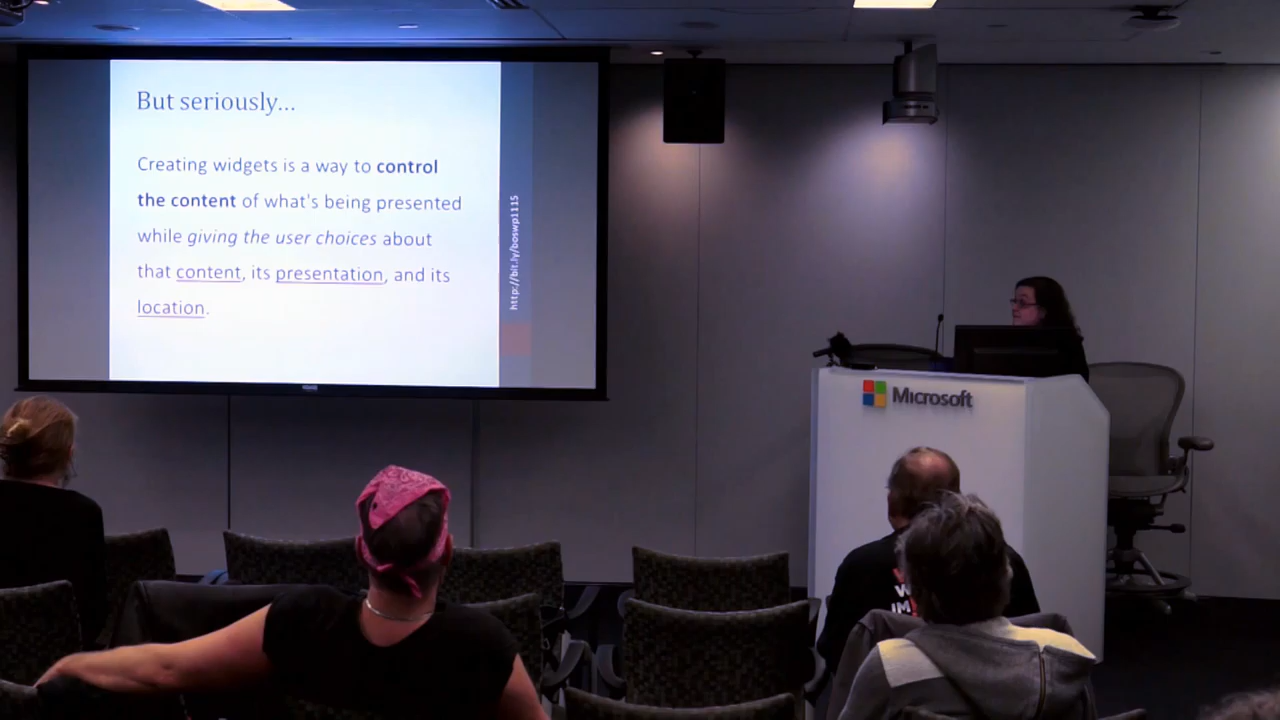 But seriously...
Creating widgets is a way to control
the content of what's being presented
while giving the user choices about
that content, its presentation, and its
location.
http://bit.ly/boswp1115
Microsoft